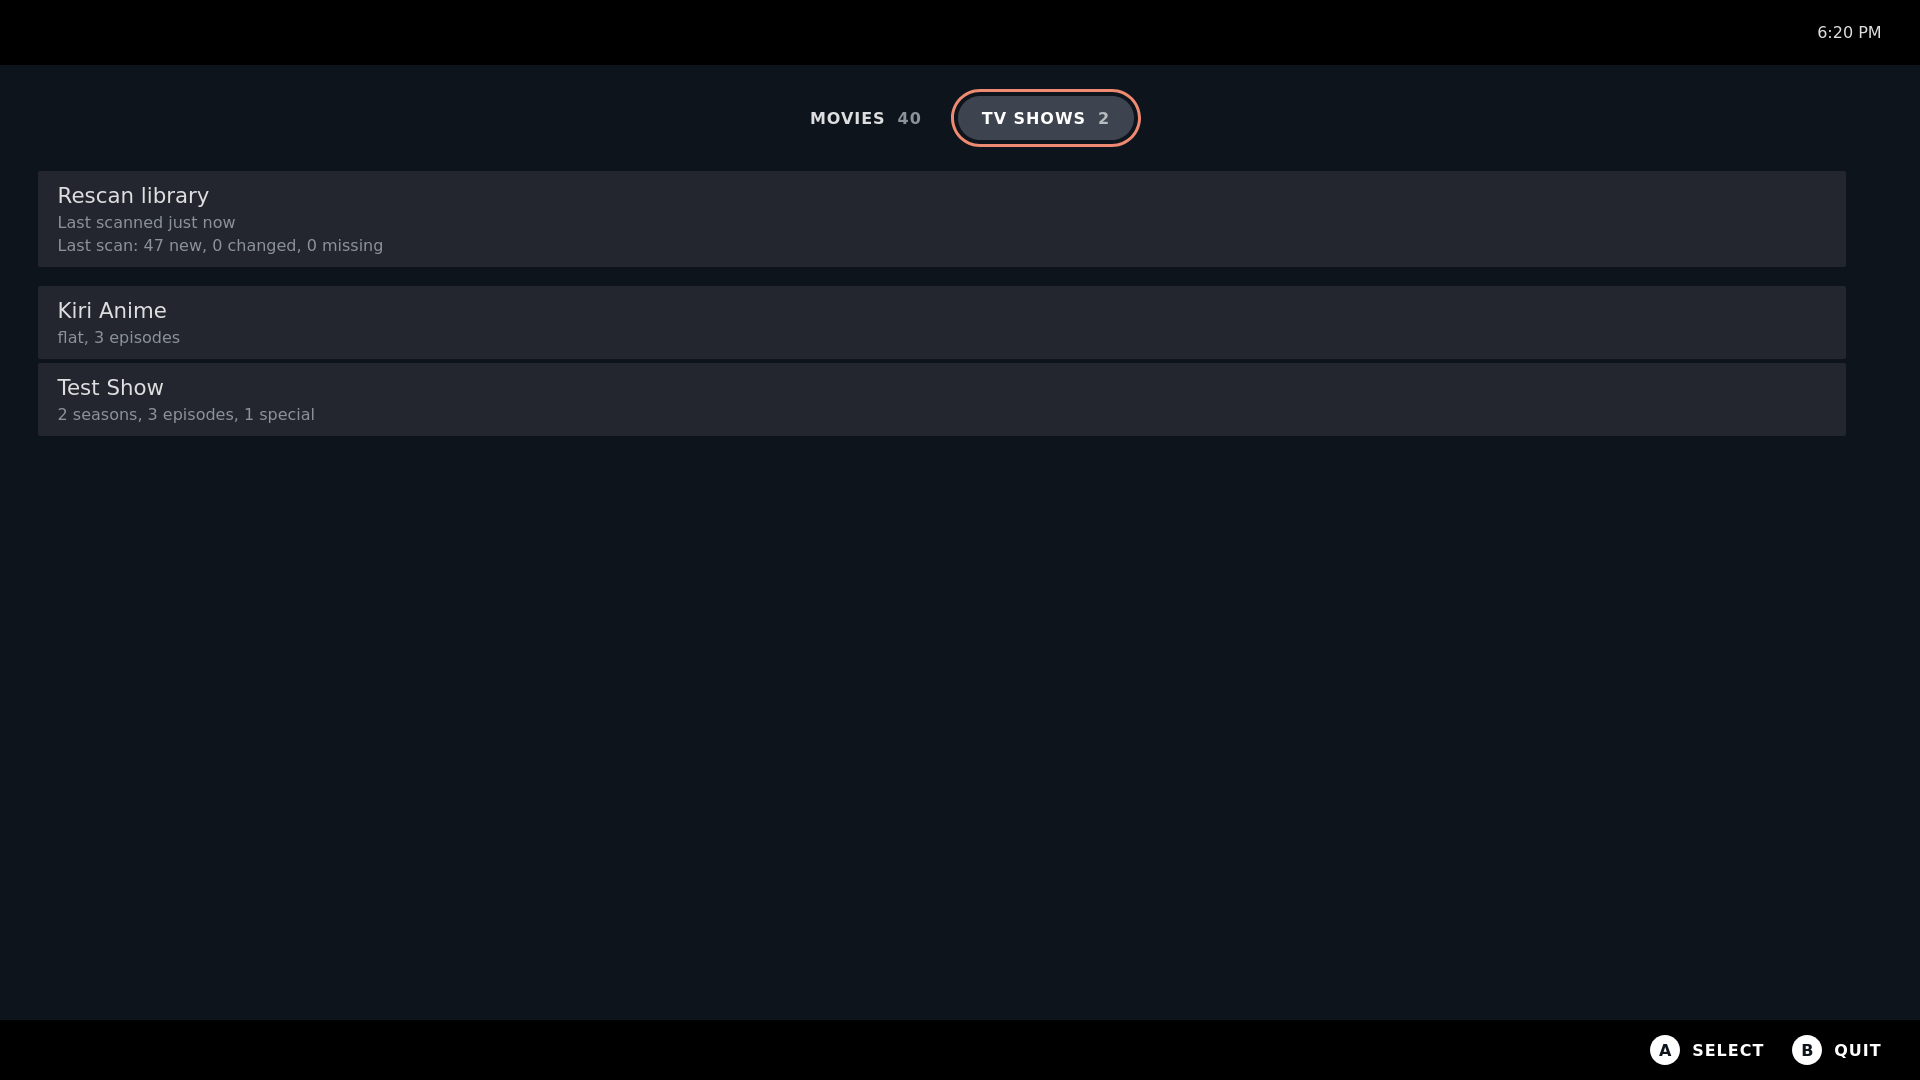 6:20 PM
MOVIES 40 TV SHOWS 2
Rescan library
Last scanned just now
Last scan: 47 new, 0 changed, 0 missing
Kiri Anime
flat, 3 episodes
Test Show
2 seasons, 3 episodes, 1 special
A SELECT B QUIT